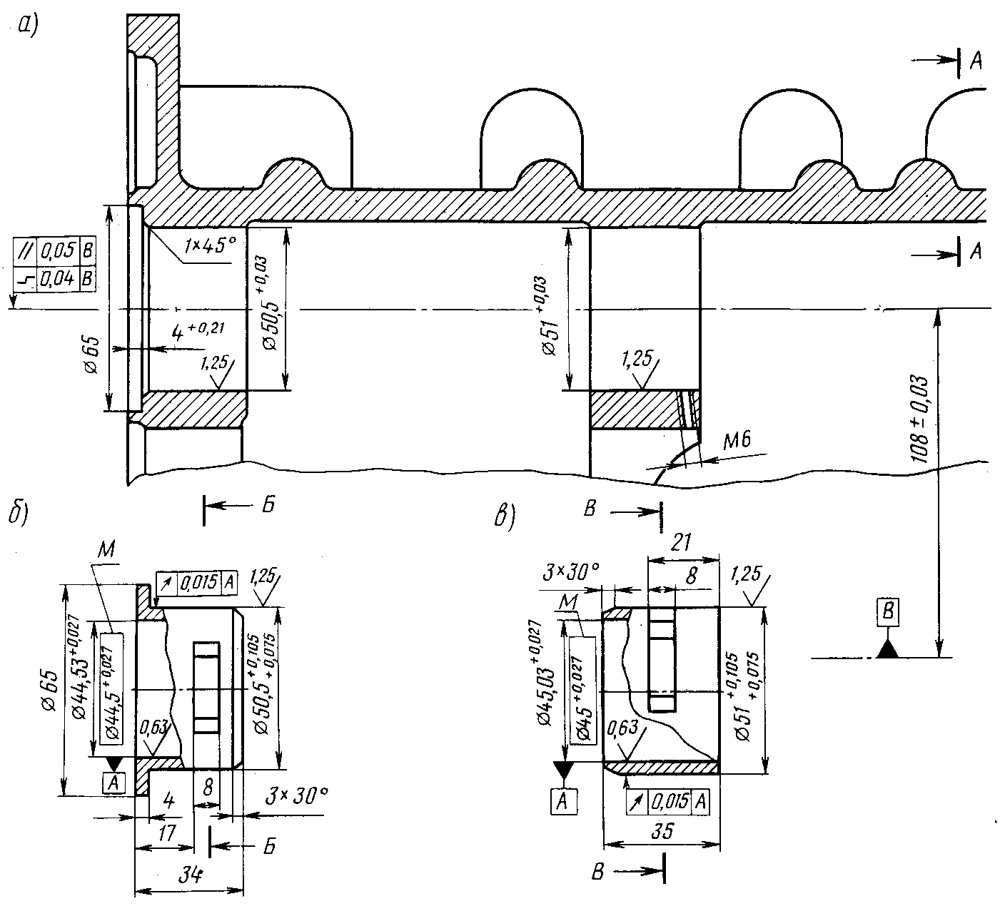 а)
А
// 0,05 В
0,04 В
1×45°
А
Ø65
4 +0,21
Ø50,5 +0,03
Ø51 +0,03
1,25
1,25
108 ± 0,03
М6
б)
Б
В
в)
М
0,015 А
1,25
Ø65
Ø44,53 +0,027
Ø44,5 +0,027
Ø50,5 +0,105 +0,075
0,63
А
4
8
3×30°
17
Б
34
21
3×30°
8
1,25
М
Ø45,03 +0,027
Ø45 +0,027
Ø51 +0,105 +0,075
В
0,63
А
0,015 А
35
В